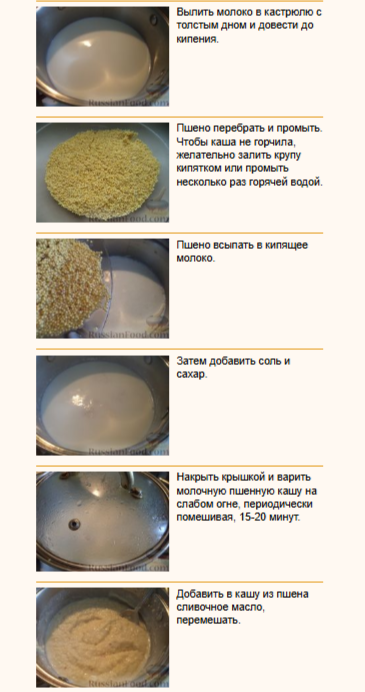 Вылить молоко в кастрюлю с
толстым дном и довести до
кипения.
RussianFood.com
Пшено перебрать и промыть.
Чтобы каша не горчила,
желательно залить крупу
кипятком или промыть
несколько раз горячей водой.
RussianFood.com
Пшено всыпать в кипящее
молоко.
RussianFood.com
Затем добавить соль и
сахар.
RussianFood.com
Накрыть крышкой и варить
молочную пшенную кашу на
слабом огне, периодически
помешивая, 15-20 минут.
RussianFood.com
Добавить в кашу из пшена
сливочное масло,
перемешать.
RussianFood.com